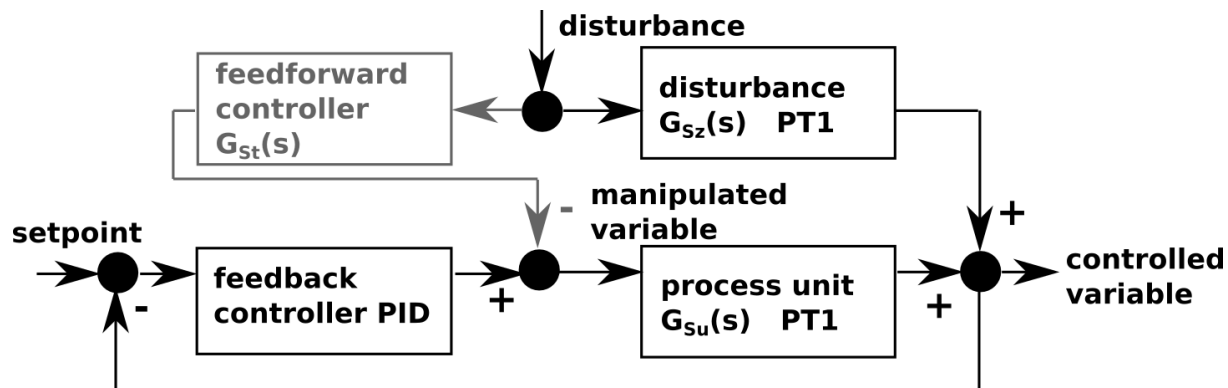 disturbance
feedforward
controller
G_St(s)
disturbance
G_Sz(s) PT1
-
manipulated
variable
+
setpoint
-
feedback
controller PID
+
process unit
G_Su(s) PT1
+
controlled
variable